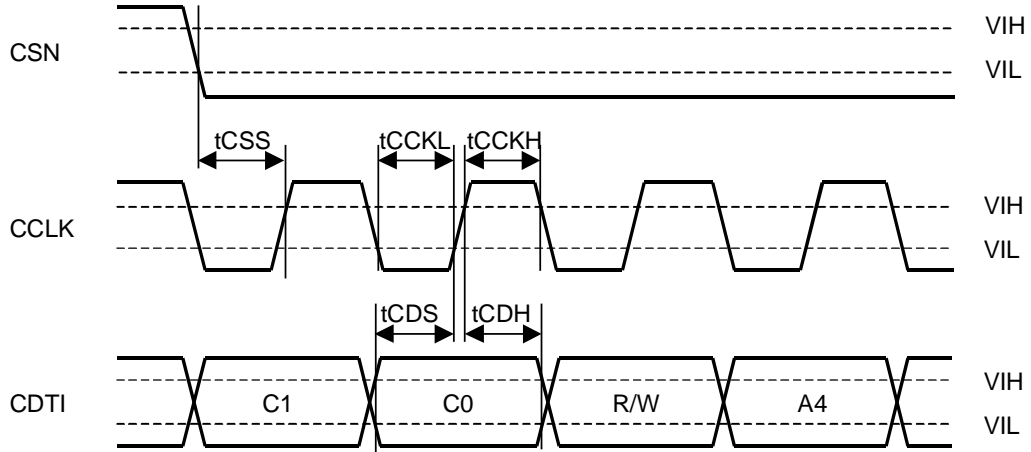 CSN
VIH
VIL
tCSS
tCCKL
tCCKH
CCLK
VIH
VIL
tCDS
tCDH
CDTI
C1
C0
R/W
A4
VIH
VIL